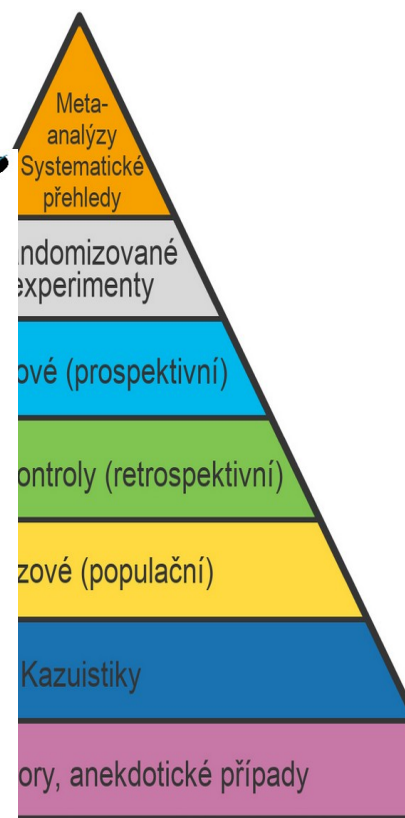 Meta-
analýzy
Systematické
přehledy
ndomizované
experimenty
ové (prospektivní)
ontroly (retrospektivní)
zové (populační)
Kazuistiky
ory, anekdotické případy